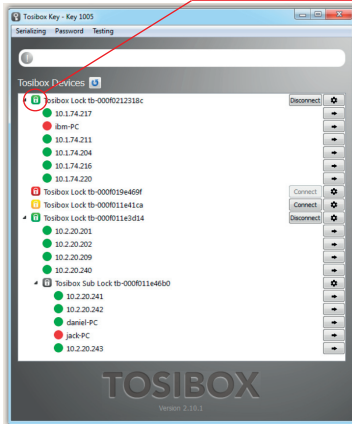 Tosibox Key - Key 1005
Serializing Password Testing
Tosibox Devices
Tosibox Lock tb-000f0212318c Disconnect
10.1.74.217
ibm-PC
10.1.74.211
10.1.74.204
10.1.74.216
10.1.74.220
Tosibox Lock tb-000f019e469f Connect
Tosibox Lock tb-000f011e41ca Connect
Tosibox Lock tb-000f011e3d14 Disconnect
10.2.20.201
10.2.20.202
10.2.20.209
10.2.20.240
Tosibox Sub Lock tb-000f011e46b0
10.2.20.241
10.2.20.242
daniel-PC
jack-PC
10.2.20.243
TOSIBOX
Version 2.10.1